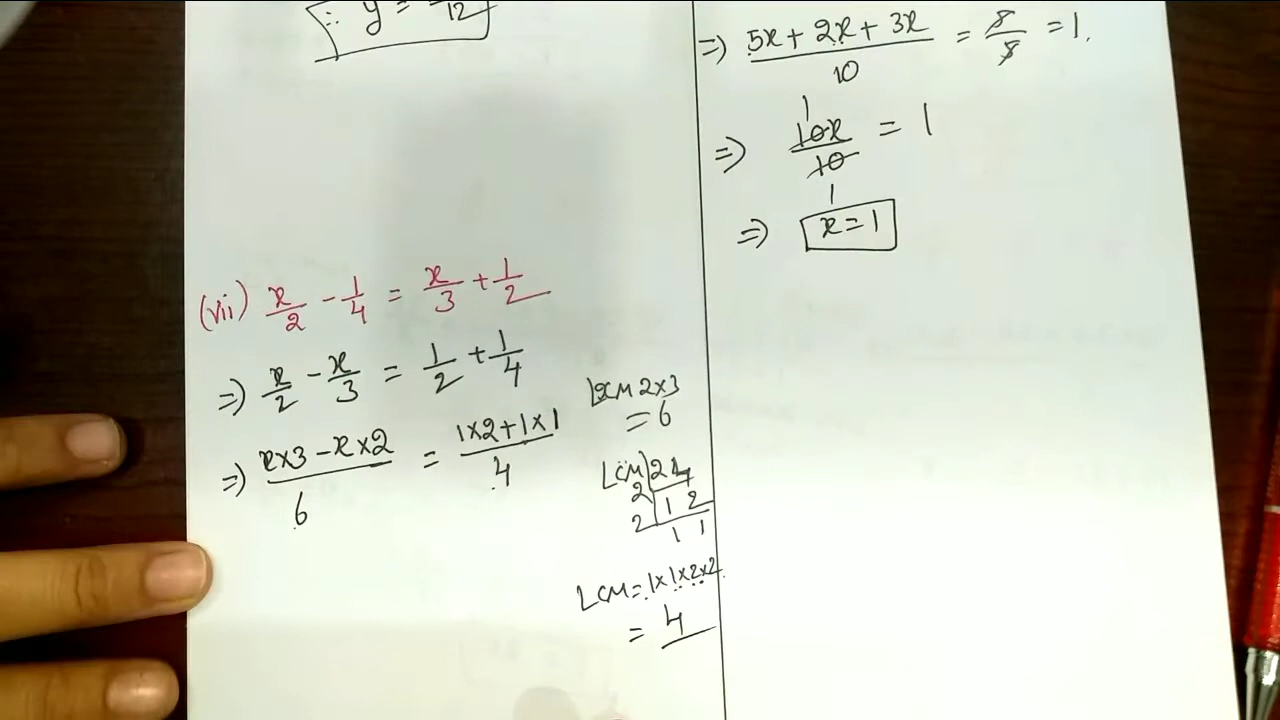 ∴ y = /12
(vii) x/2 - 1/4 = x/3 + 1/2
=> x/2 - x/3 = 1/2 + 1/4
=> (x×3 - x×2)/6 = (1×2+1×1)/4
LCM 2×3
= 6
LCM 2 4
2 1 2
2 1 1
LCM = 1×1×2×2
= 4
=> (5x + 2x + 3x)/10 = 8/8 = 1.
1
=> 10x/10 = 1
1
=> x = 1